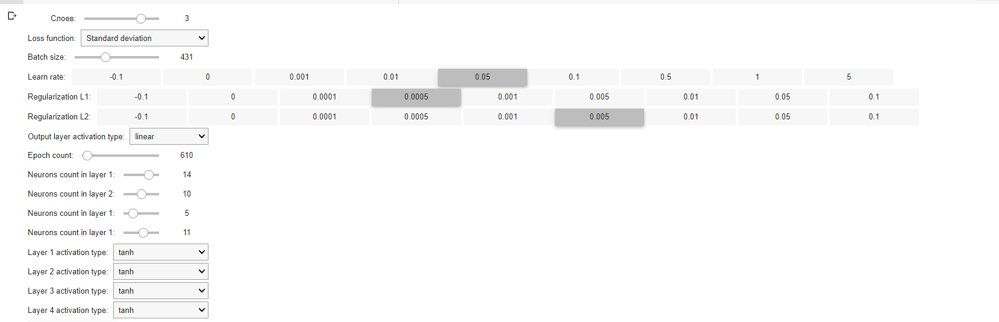 Слоев: 3
Loss function: Standard deviation
Batch size: 431
Learn rate: -0.1 0 0.001 0.01 0.05 0.1 0.5 1 5
Regularization L1: -0.1 0 0.0001 0.0005 0.001 0.005 0.01 0.05 0.1
Regularization L2: -0.1 0 0.0001 0.0005 0.001 0.005 0.01 0.05 0.1
Output layer activation type: linear
Epoch count: 610
Neurons count in layer 1: 14
Neurons count in layer 2: 10
Neurons count in layer 1: 5
Neurons count in layer 1: 11
Layer 1 activation type: tanh
Layer 2 activation type: tanh
Layer 3 activation type: tanh
Layer 4 activation type: tanh